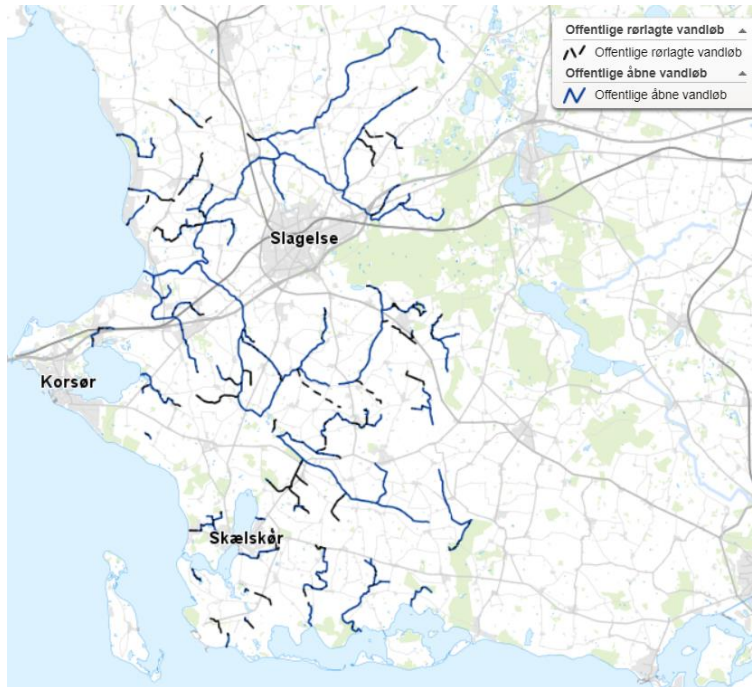 Offentlige rørlagte vandløb
Offentlige rørlagte vandløb
Offentlige åbne vandløb
Offentlige åbne vandløb
Slagelse
Korsør
Skælskør